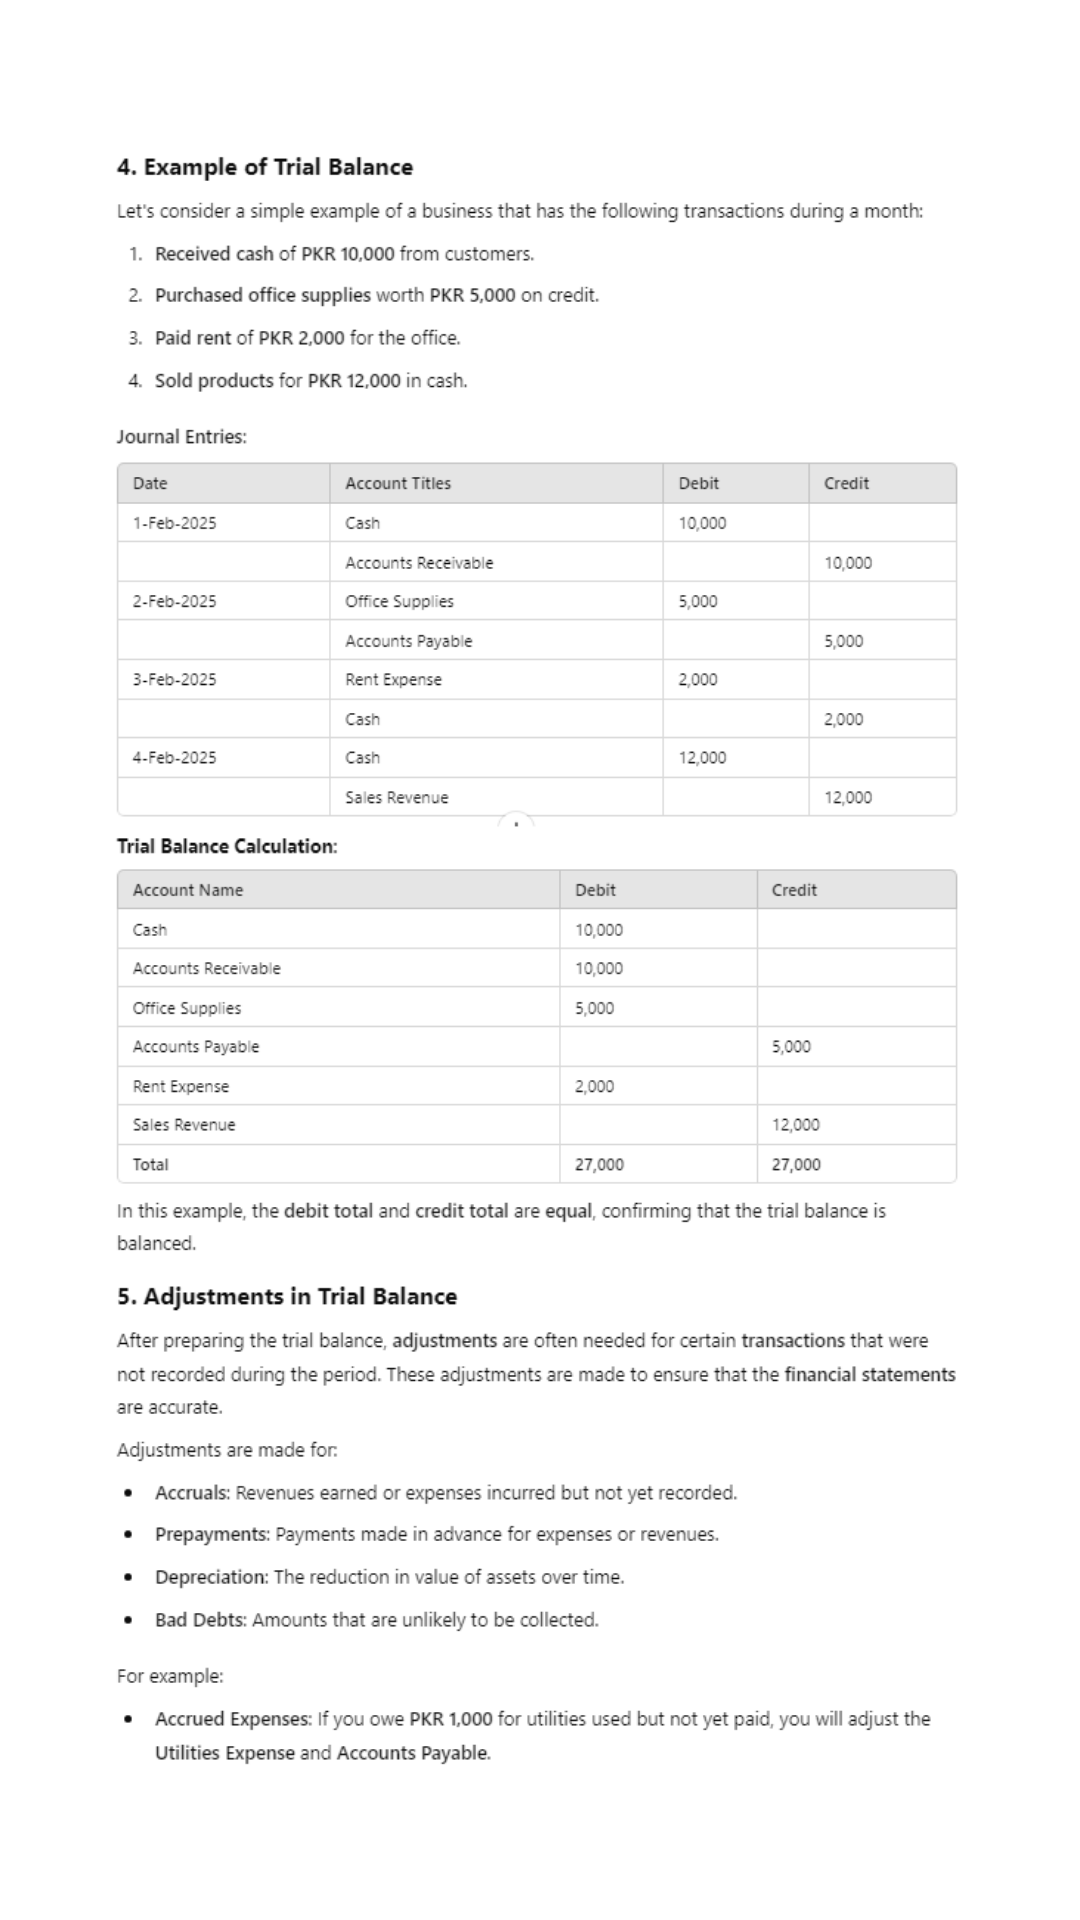 4. Example of Trial Balance
Let's consider a simple example of a business that has the following transactions during a month:
1. Received cash of PKR 10,000 from customers.
2. Purchased office supplies worth PKR 5,000 on credit.
3. Paid rent of PKR 2,000 for the office.
4. Sold products for PKR 12,000 in cash.
Journal Entries:
Date Account Titles Debit Credit
1-Feb-2025 Cash 10,000
Accounts Receivable 10,000
2-Feb-2025 Office Supplies 5,000
Accounts Payable 5,000
3-Feb-2025 Rent Expense 2,000
Cash 2,000
4-Feb-2025 Cash 12,000
Sales Revenue 12,000
Trial Balance Calculation:
Account Name Debit Credit
Cash 10,000
Accounts Receivable 10,000
Office Supplies 5,000
Accounts Payable 5,000
Rent Expense 2,000
Sales Revenue 12,000
Total 27,000 27,000
In this example, the debit total and credit total are equal, confirming that the trial balance is
balanced.
5. Adjustments in Trial Balance
After preparing the trial balance, adjustments are often needed for certain transactions that were
not recorded during the period. These adjustments are made to ensure that the financial statements
are accurate.
Adjustments are made for:
• Accruals: Revenues earned or expenses incurred but not yet recorded.
• Prepayments: Payments made in advance for expenses or revenues.
• Depreciation: The reduction in value of assets over time.
• Bad Debts: Amounts that are unlikely to be collected.
For example:
• Accrued Expenses: If you owe PKR 1,000 for utilities used but not yet paid, you will adjust the
Utilities Expense and Accounts Payable.